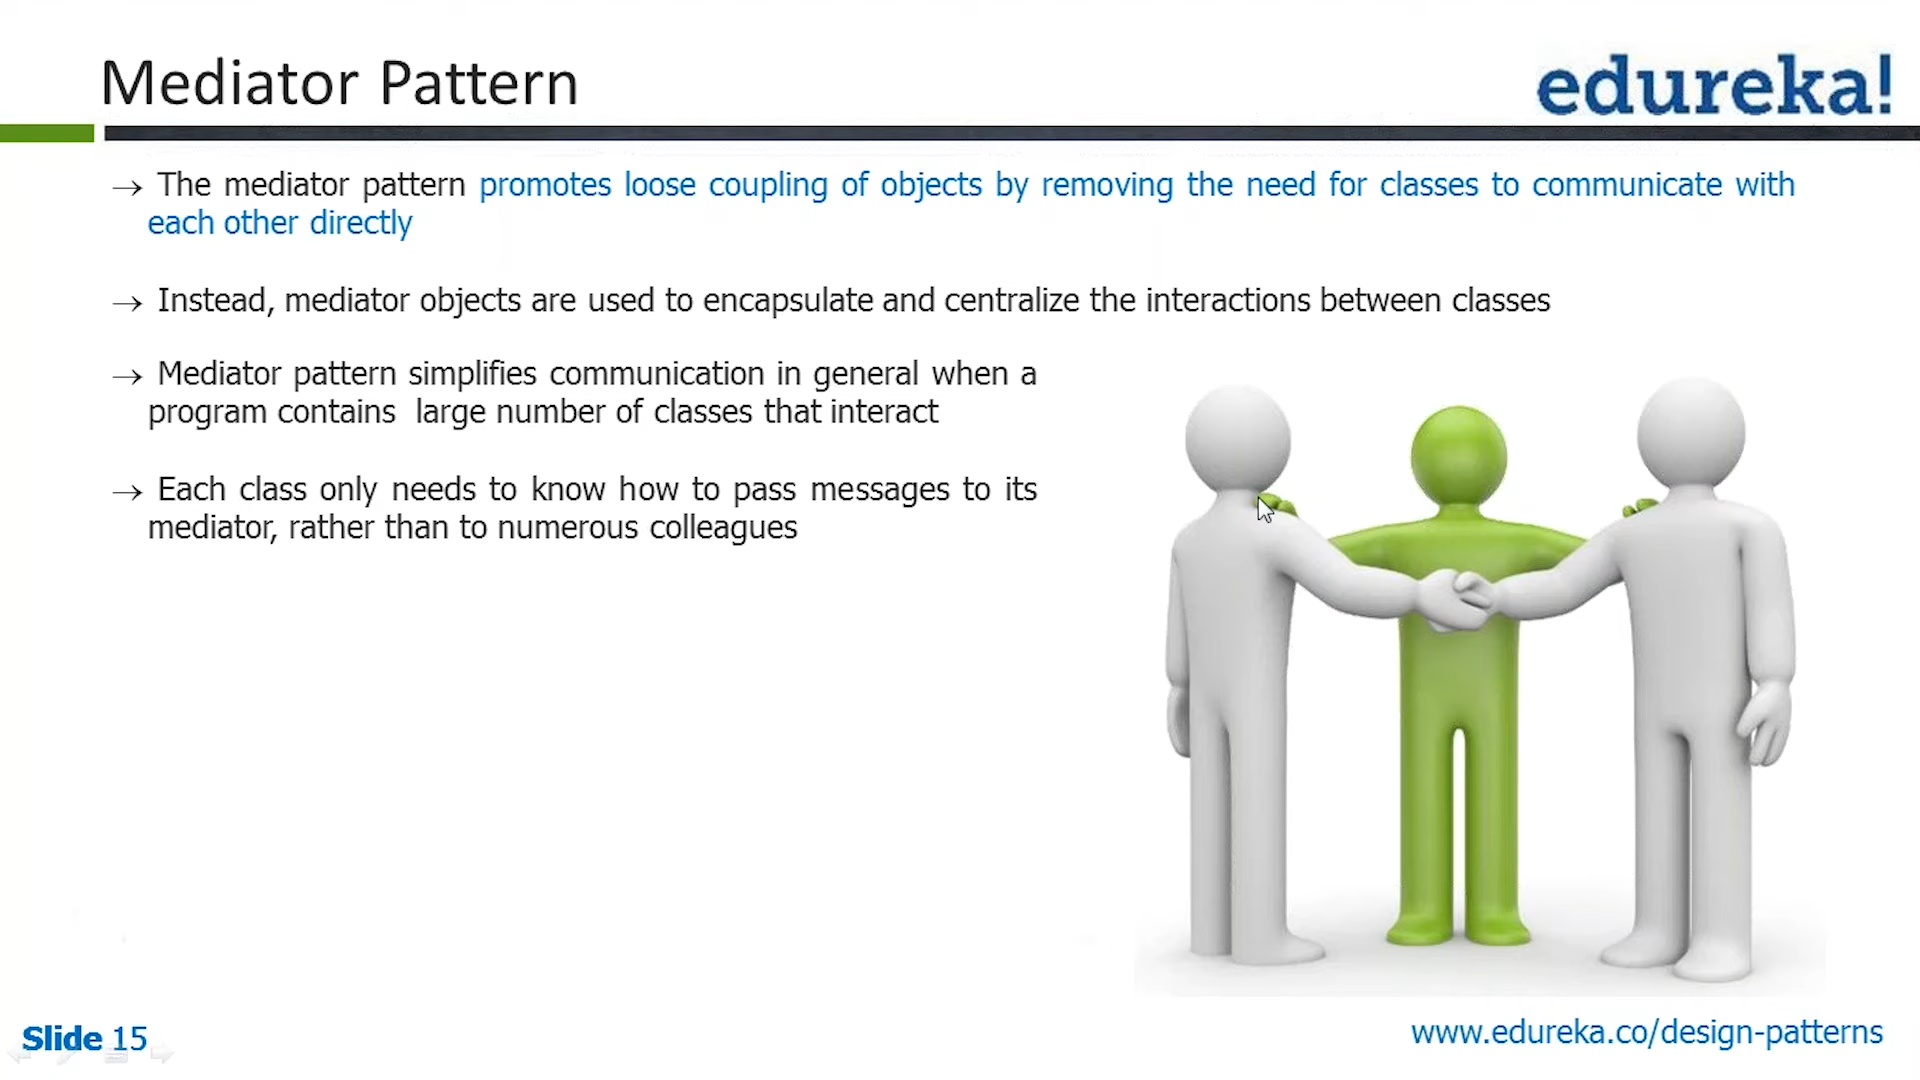 Mediator Pattern
edureka!
→ The mediator pattern promotes loose coupling of objects by removing the need for classes to communicate with
each other directly
→ Instead, mediator objects are used to encapsulate and centralize the interactions between classes
→ Mediator pattern simplifies communication in general when a
program contains  large number of classes that interact
→ Each class only needs to know how to pass messages to its
mediator, rather than to numerous colleagues
Slide 15
www.edureka.co/design-patterns